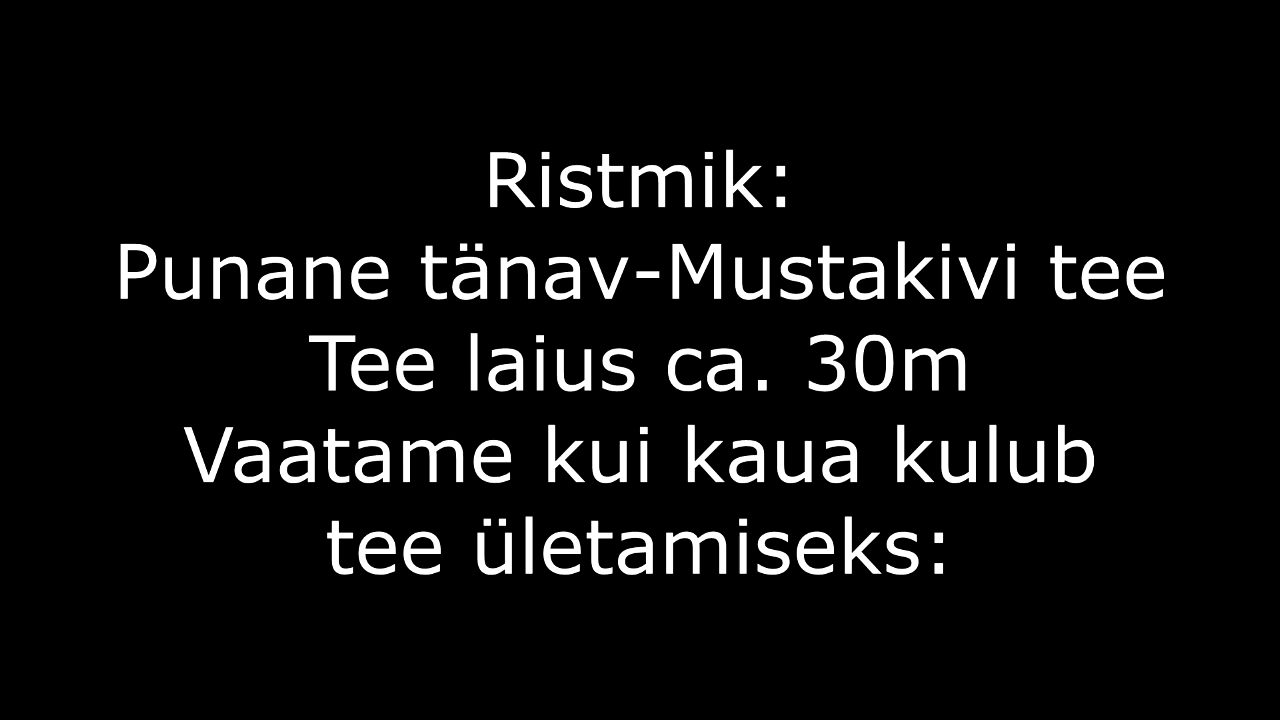 Ristmik:
Punane tänav-Mustakivi tee
Tee laius ca. 30m
Vaatame kui kaua kulub
tee ületamiseks: